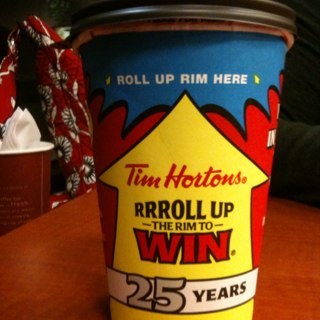 ROLL UP RIM HERE
Tim Hortons®
RRROLL UP
THE RIM TO
WIN®
25 YEARS